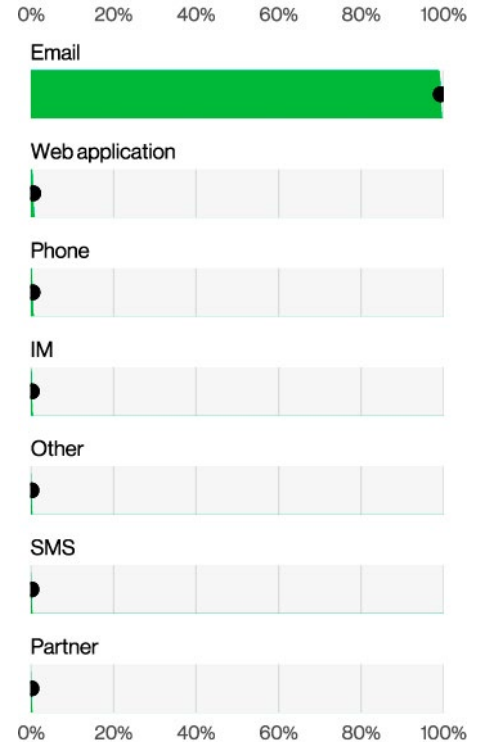 0% 20% 40% 60% 80% 100%
Email
Web application
Phone
IM
Other
SMS
Partner
0% 20% 40% 60% 80% 100%